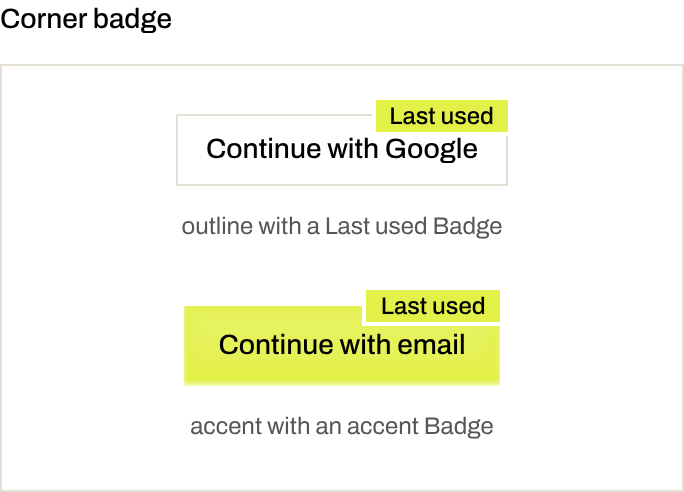 Corner badge
Last used
Continue with Google
outline with a Last used Badge
Last used
Continue with email
accent with an accent Badge